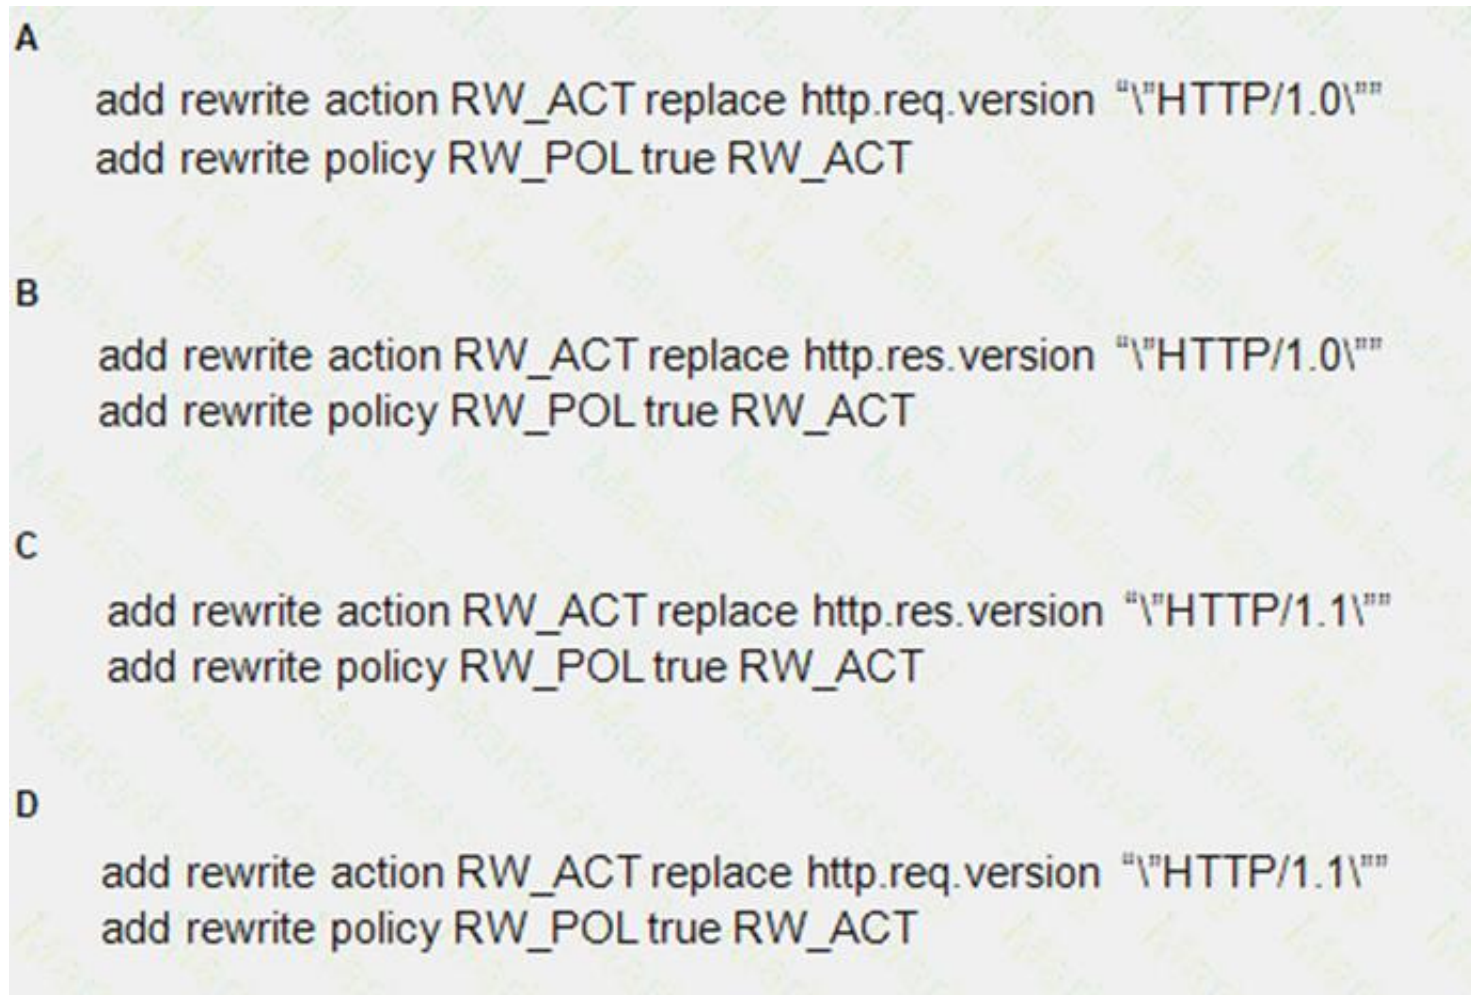 A
add rewrite action RW_ACT replace http.req.version “\”HTTP/1.0\””
add rewrite policy RW_POL true RW_ACT
B
add rewrite action RW_ACT replace http.res.version “\”HTTP/1.0\””
add rewrite policy RW_POL true RW_ACT
C
add rewrite action RW_ACT replace http.res.version “\”HTTP/1.1\””
add rewrite policy RW_POL true RW_ACT
D
add rewrite action RW_ACT replace http.req.version “\”HTTP/1.1\””
add rewrite policy RW_POL true RW_ACT